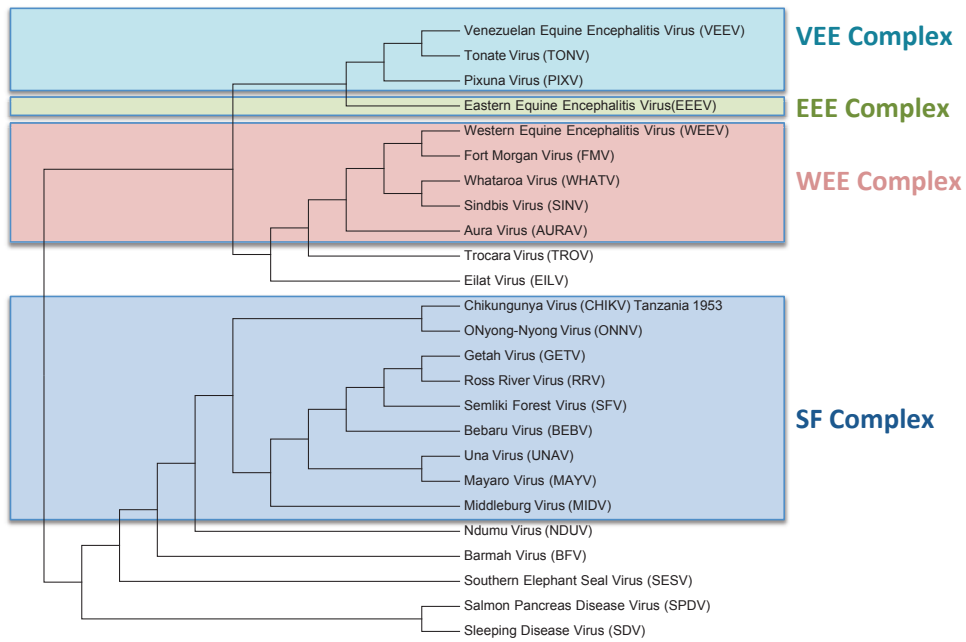 Venezuelan Equine Encephalitis Virus (VEEV)
VEE Complex
Tonate Virus (TONV)
Pixuna Virus (PIXV)
Eastern Equine Encephalitis Virus(EEEV)
EEE Complex
Western Equine Encephalitis Virus (WEEV)
Fort Morgan Virus (FMV)
Whataroa Virus (WHATV)
WEE Complex
Sindbis Virus (SINV)
Aura Virus (AURAV)
Trocara Virus (TROV)
Eilat Virus (EILV)
Chikungunya Virus (CHIKV) Tanzania 1953
ONyong-Nyong Virus (ONNV)
Getah Virus (GETV)
Ross River Virus (RRV)
Semliki Forest Virus (SFV)
SF Complex
Bebaru Virus (BEBV)
Una Virus (UNAV)
Mayaro Virus (MAYV)
Middleburg Virus (MIDV)
Ndumu Virus (NDUV)
Barmah Virus (BFV)
Southern Elephant Seal Virus (SESV)
Salmon Pancreas Disease Virus (SPDV)
Sleeping Disease Virus (SDV)